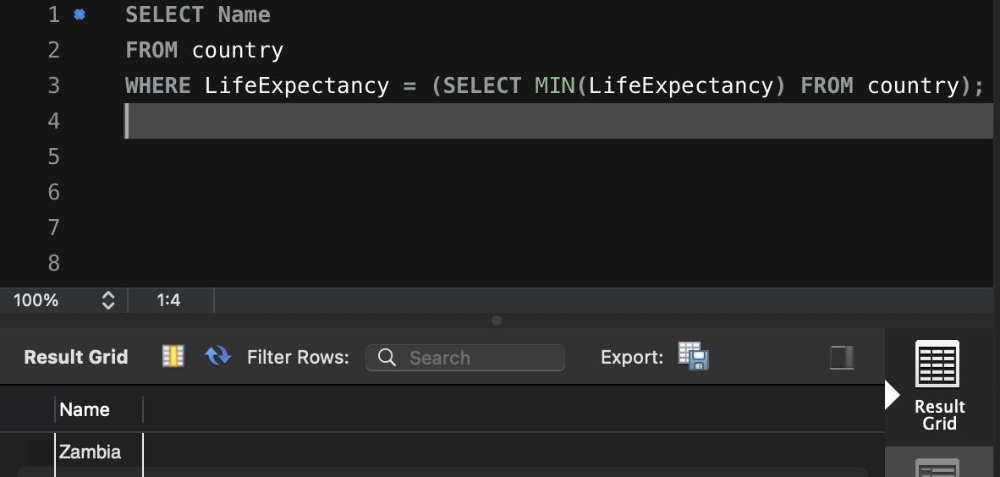 1 SELECT Name
2 FROM country
3 WHERE LifeExpectancy = (SELECT MIN(LifeExpectancy) FROM country);
4
5
6
7
8
100% 1:4
Result Grid Filter Rows: Search Export:
Result
Grid
Name
Zambia